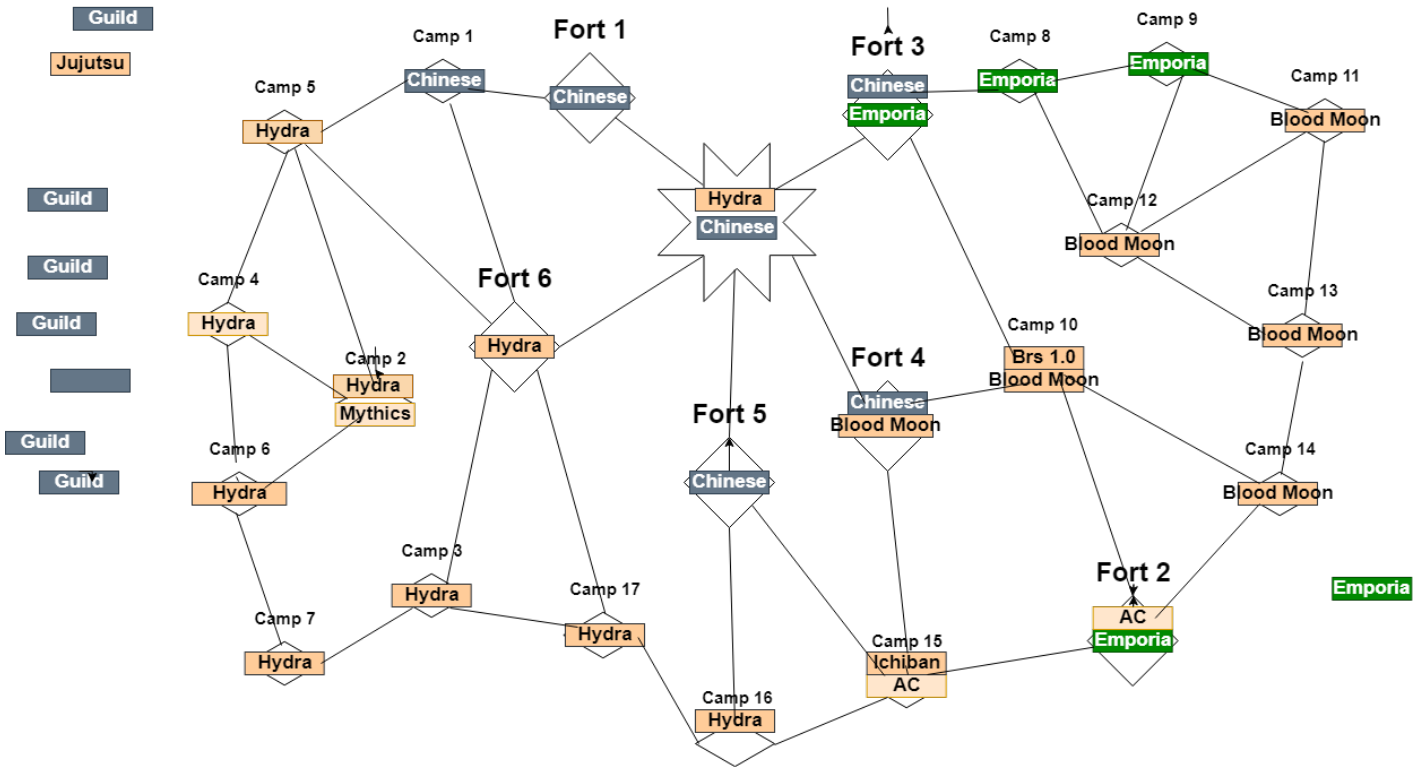 Guild
Jujutsu
Guild
Guild
Guild
Guild
Guild
Camp 1
Chinese
Fort 1
Chinese
Camp 5
Hydra
Fort 3
Chinese
Emporia
Camp 8
Emporia
Camp 9
Emporia
Camp 11
Blood Moon
Hydra
Chinese
Camp 12
Blood Moon
Camp 4
Hydra
Fort 6
Hydra
Camp 13
Blood Moon
Camp 2
Hydra
Mythics
Fort 4
Chinese
Blood Moon
Camp 10
Brs 1.0
Blood Moon
Fort 5
Chinese
Camp 6
Hydra
Camp 14
Blood Moon
Camp 3
Hydra
Camp 17
Hydra
Camp 7
Hydra
Fort 2
AC
Emporia
Emporia
Camp 15
Ichiban
AC
Camp 16
Hydra